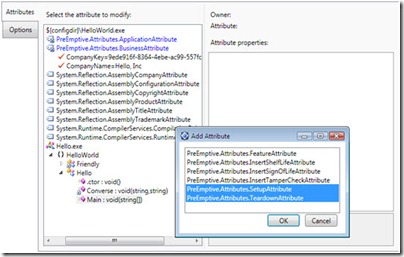 Attributes
Options
Select the attribute to modify:
${configdir}\HelloWorld.exe
PreEmptive.Attributes.ApplicationAttribute
PreEmptive.Attributes.BusinessAttribute
CompanyKey=9ede916f-8364-4ebe-ac99-557fc
CompanyName=Hello, Inc
System.Reflection.AssemblyCompanyAttribute
System.Reflection.AssemblyConfigurationAttribute
System.Reflection.AssemblyCopyrightAttribute
System.Reflection.AssemblyProductAttribute
System.Reflection.AssemblyTitleAttribute
System.Reflection.AssemblyTrademarkAttribute
System.Runtime.CompilerServices.Compilation
System.Runtime.CompilerServices.Runtime
Hello.exe
HelloWorld
Friendly
Hello
.ctor : void()
Converse : void(string,string)
Main : void(string[])
Owner:
Attribute:
Attribute properties:
Add Attribute
PreEmptive.Attributes.FeatureAttribute
PreEmptive.Attributes.InsertShelfLifeAttribute
PreEmptive.Attributes.InsertSignOfLifeAttribute
PreEmptive.Attributes.InsertTamperCheckAttribute
PreEmptive.Attributes.SetupAttribute
PreEmptive.Attributes.TeardownAttribute
OK
Cancel